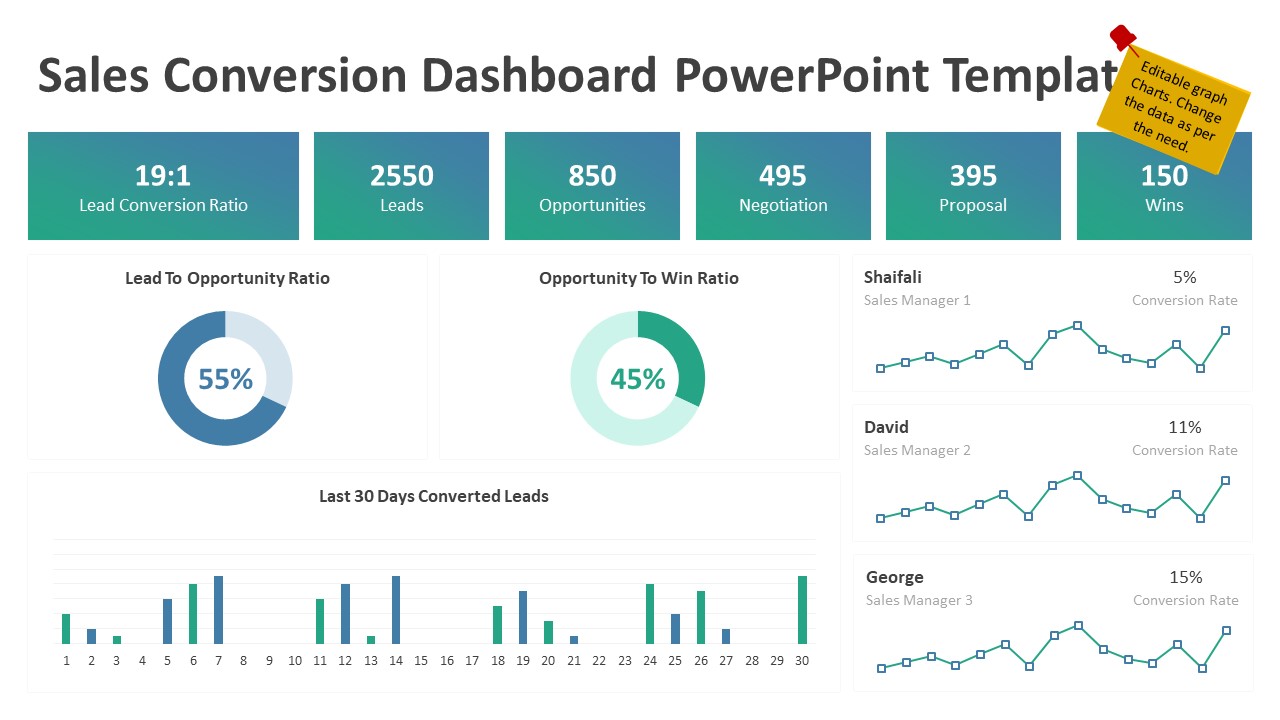 Sales Conversion Dashboard PowerPoint Templat
Editable graph
Charts. Change
the data as per
the need.
19:1
Lead Conversion Ratio
2550
Leads
850
Opportunities
495
Negotiation
395
Proposal
150
Wins
Lead To Opportunity Ratio
55%
Opportunity To Win Ratio
45%
Shaifali
5%
Sales Manager 1
Conversion Rate
David
11%
Sales Manager 2
Conversion Rate
George
15%
Sales Manager 3
Conversion Rate
Last 30 Days Converted Leads
1 2 3 4 5 6 7 8 9 10 11 12 13 14 15 16 17 18 19 20 21 22 23 24 25 26 27 28 29 30